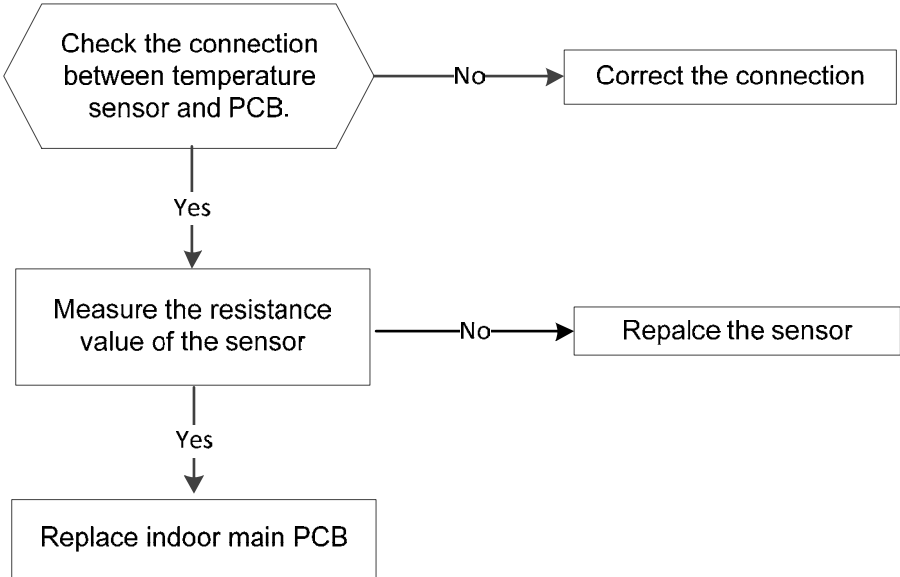 Check the connection
between temperature
sensor and PCB.
No
Correct the connection
Yes
Measure the resistance
value of the sensor
No
Repalce the sensor
Yes
Replace indoor main PCB